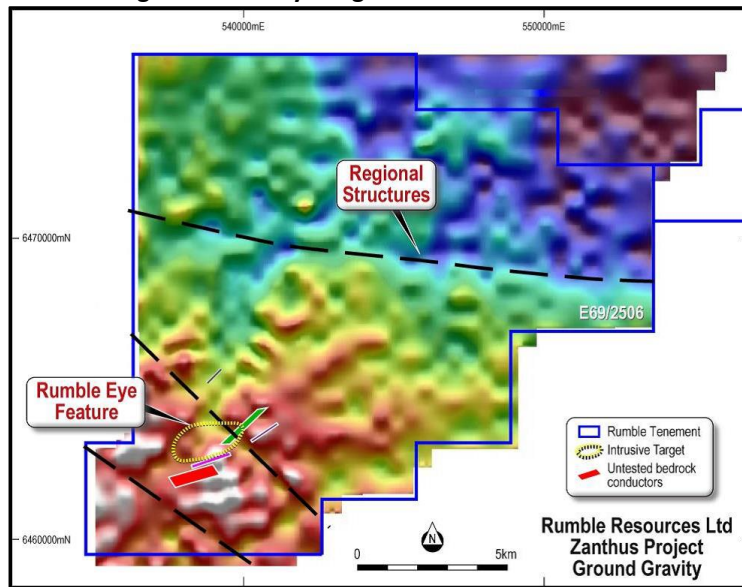 540000mE
550000mE
Regional
Structures
6470000mN
E69/2506
Rumble Eye
Feature
Rumble Tenement
Intrusive Target
Untested bedrock
conductors
N
6460000mN
0
5km
Rumble Resources Ltd
Zanthus Project
Ground Gravity